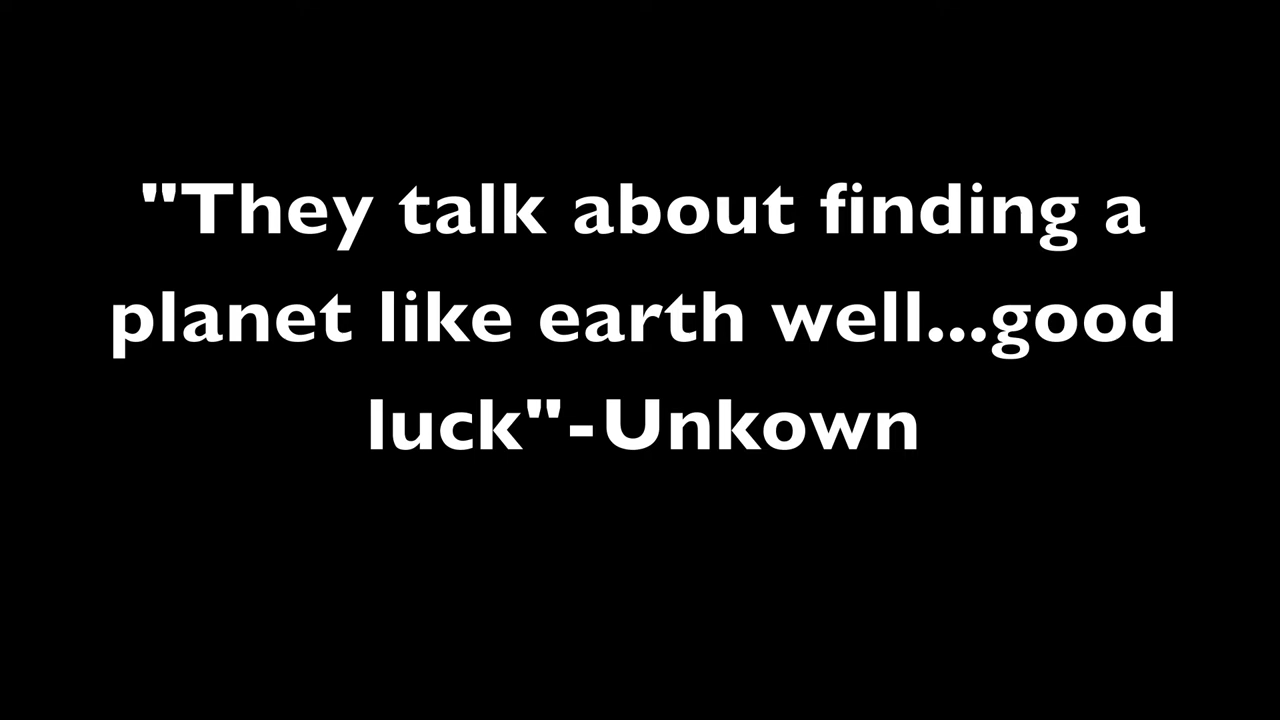 "They talk about finding a
planet like earth well...good
luck"-Unkown